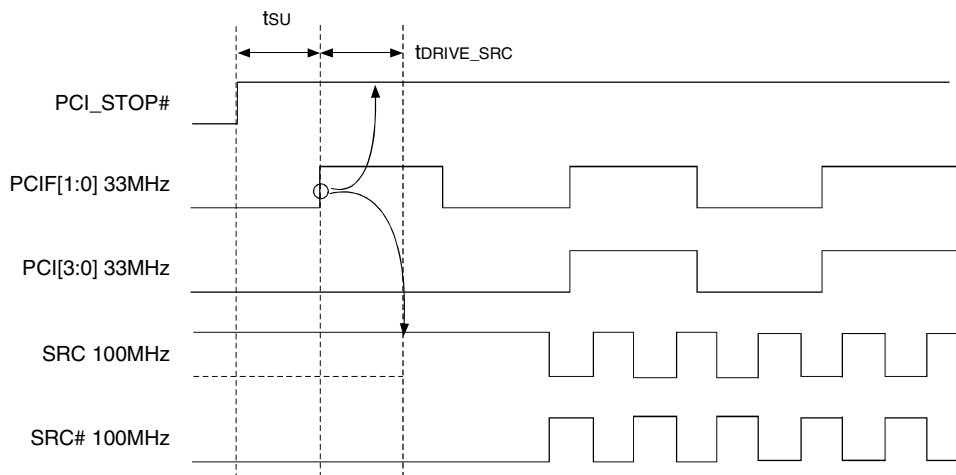 tSU
tDRIVE_SRC
PCI_STOP#
PCIF[1:0] 33MHz
PCI[3:0] 33MHz
SRC 100MHz
SRC# 100MHz